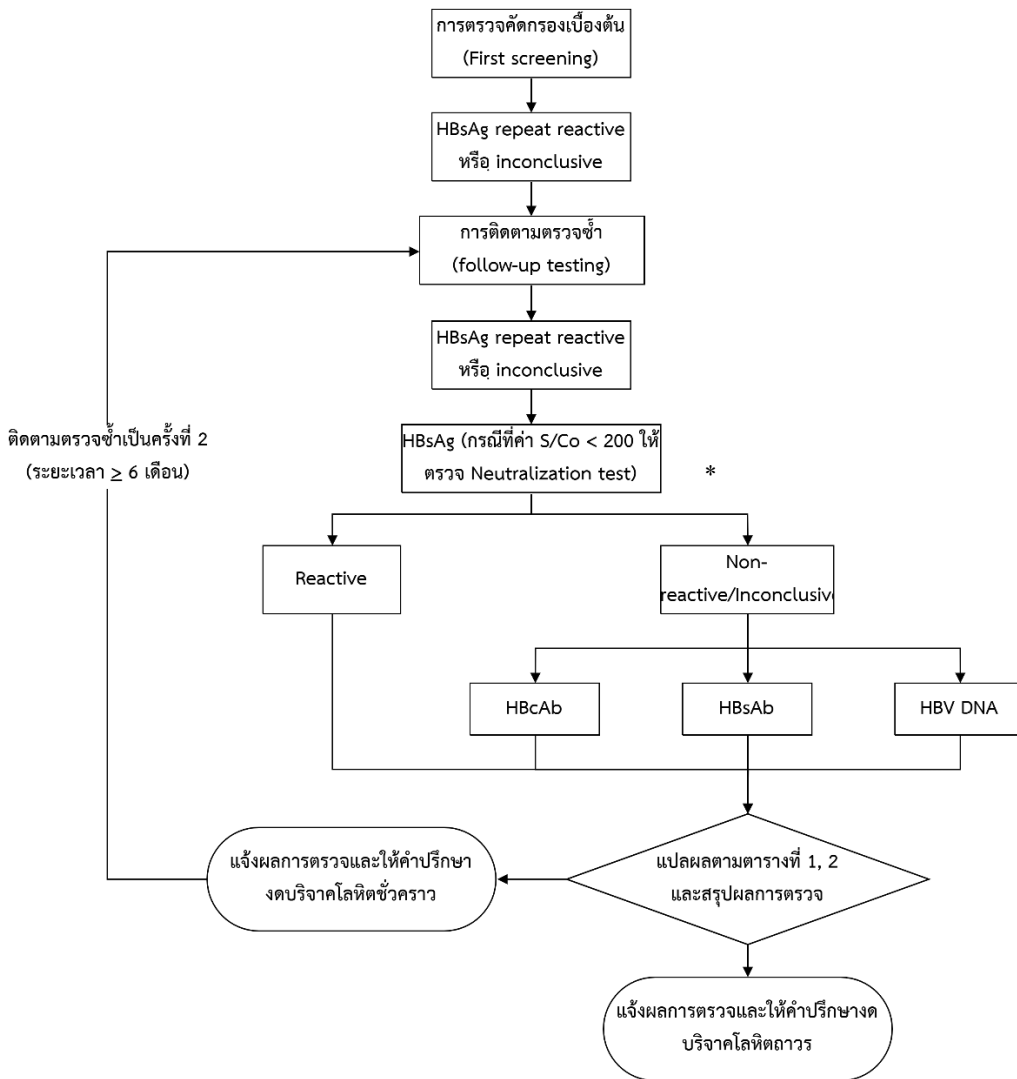 การตรวจคัดกรองเบื้องต้น
(First screening)
HBsAg repeat reactive
หรือฺ inconclusive
การติดตามตรวจซ้ำ
(follow-up testing)
HBsAg repeat reactive
หรือฺ inconclusive
ติดตามตรวจซ้ำเป็นครั้งที่ 2
(ระยะเวลา ≥ 6 เดือน)
HBsAg (กรณีที่ค่า S/Co < 200 ให้
ตรวจ Neutralization test)
*
Reactive
Non-
reactive/Inconclusive
HBcAb
HBsAb
HBV DNA
แจ้งผลการตรวจและให้คำปรึกษา
งดบริจาคโลหิตชั่วคราว
แปลผลตามตารางที่ 1, 2
และสรุปผลการตรวจ
แจ้งผลการตรวจและให้คำปรึกษางด
บริจาคโลหิตถาวร